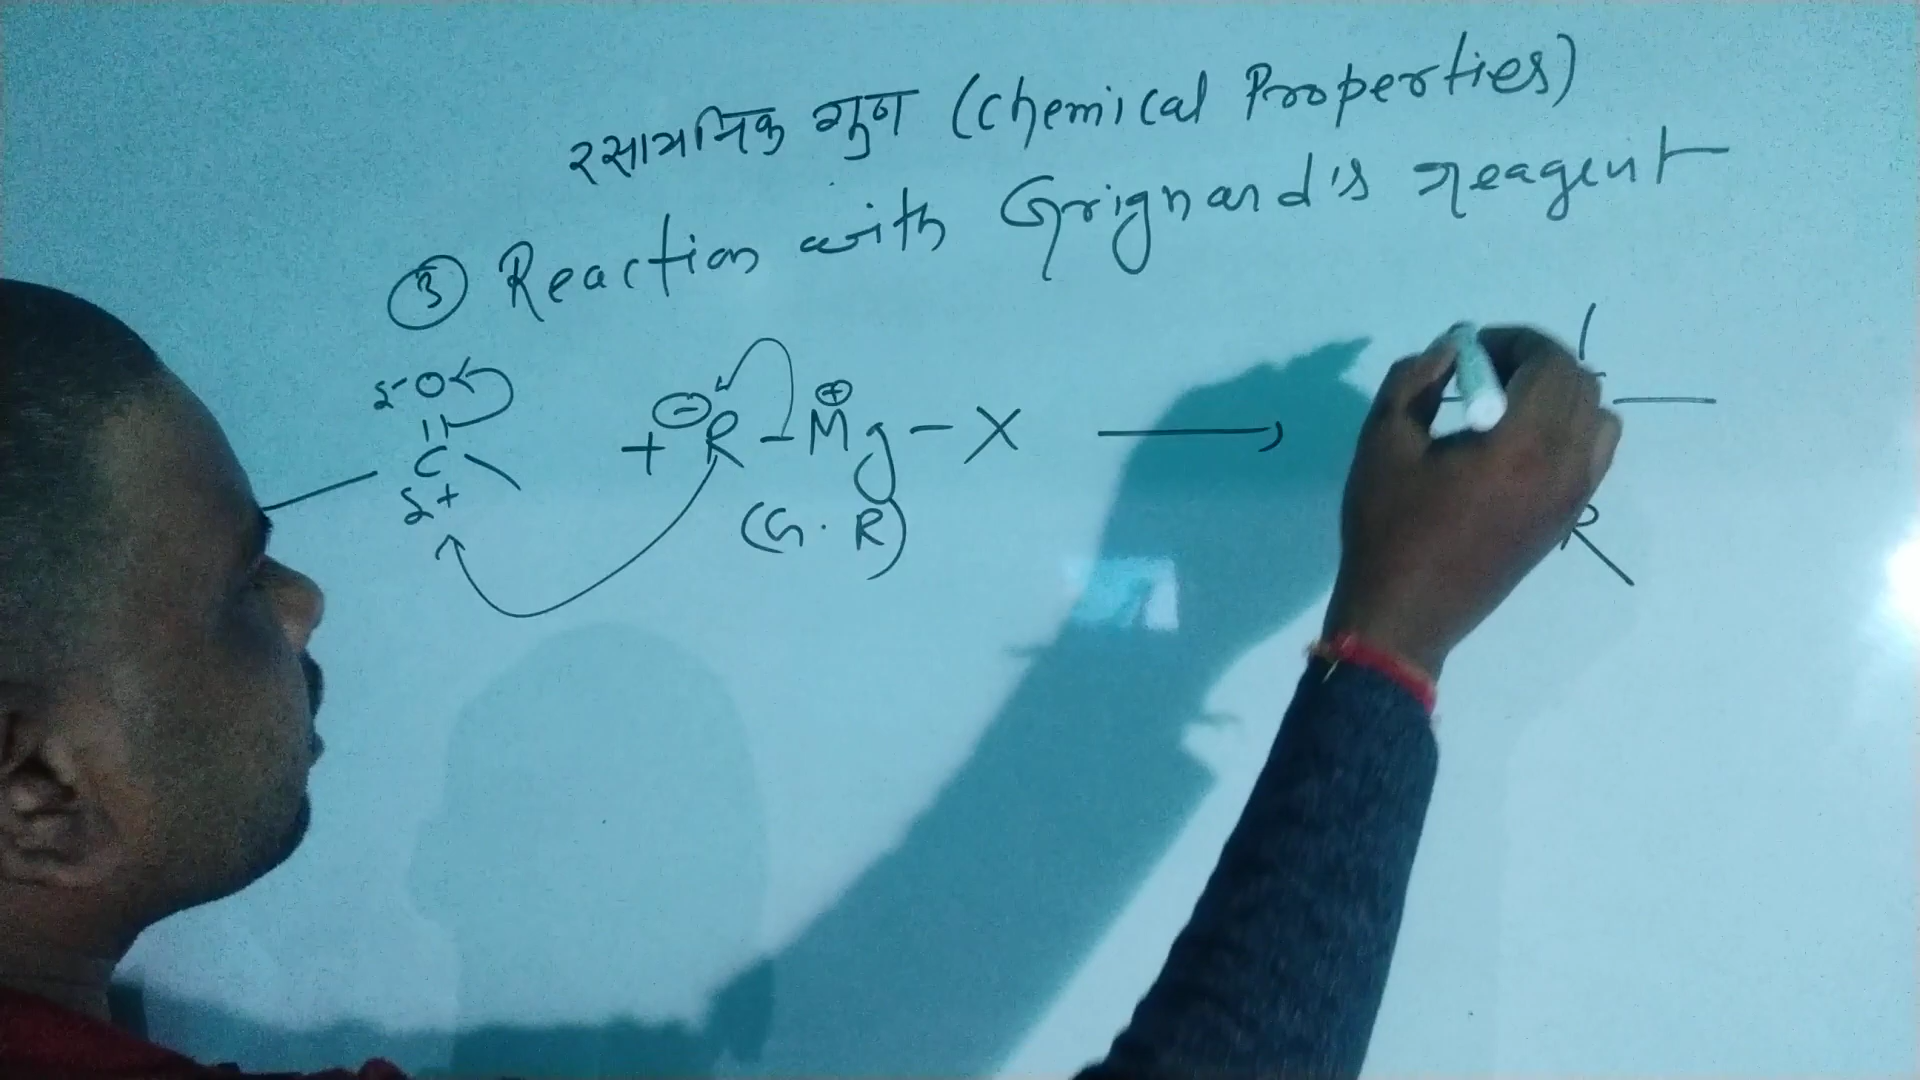 रसायनिक गुण (Chemical Properties)
③ Reaction with Grignard's reagent
δ- O
C
δ+
+ ⊖ R - Mg ⊕ - X →
(G.R)
R